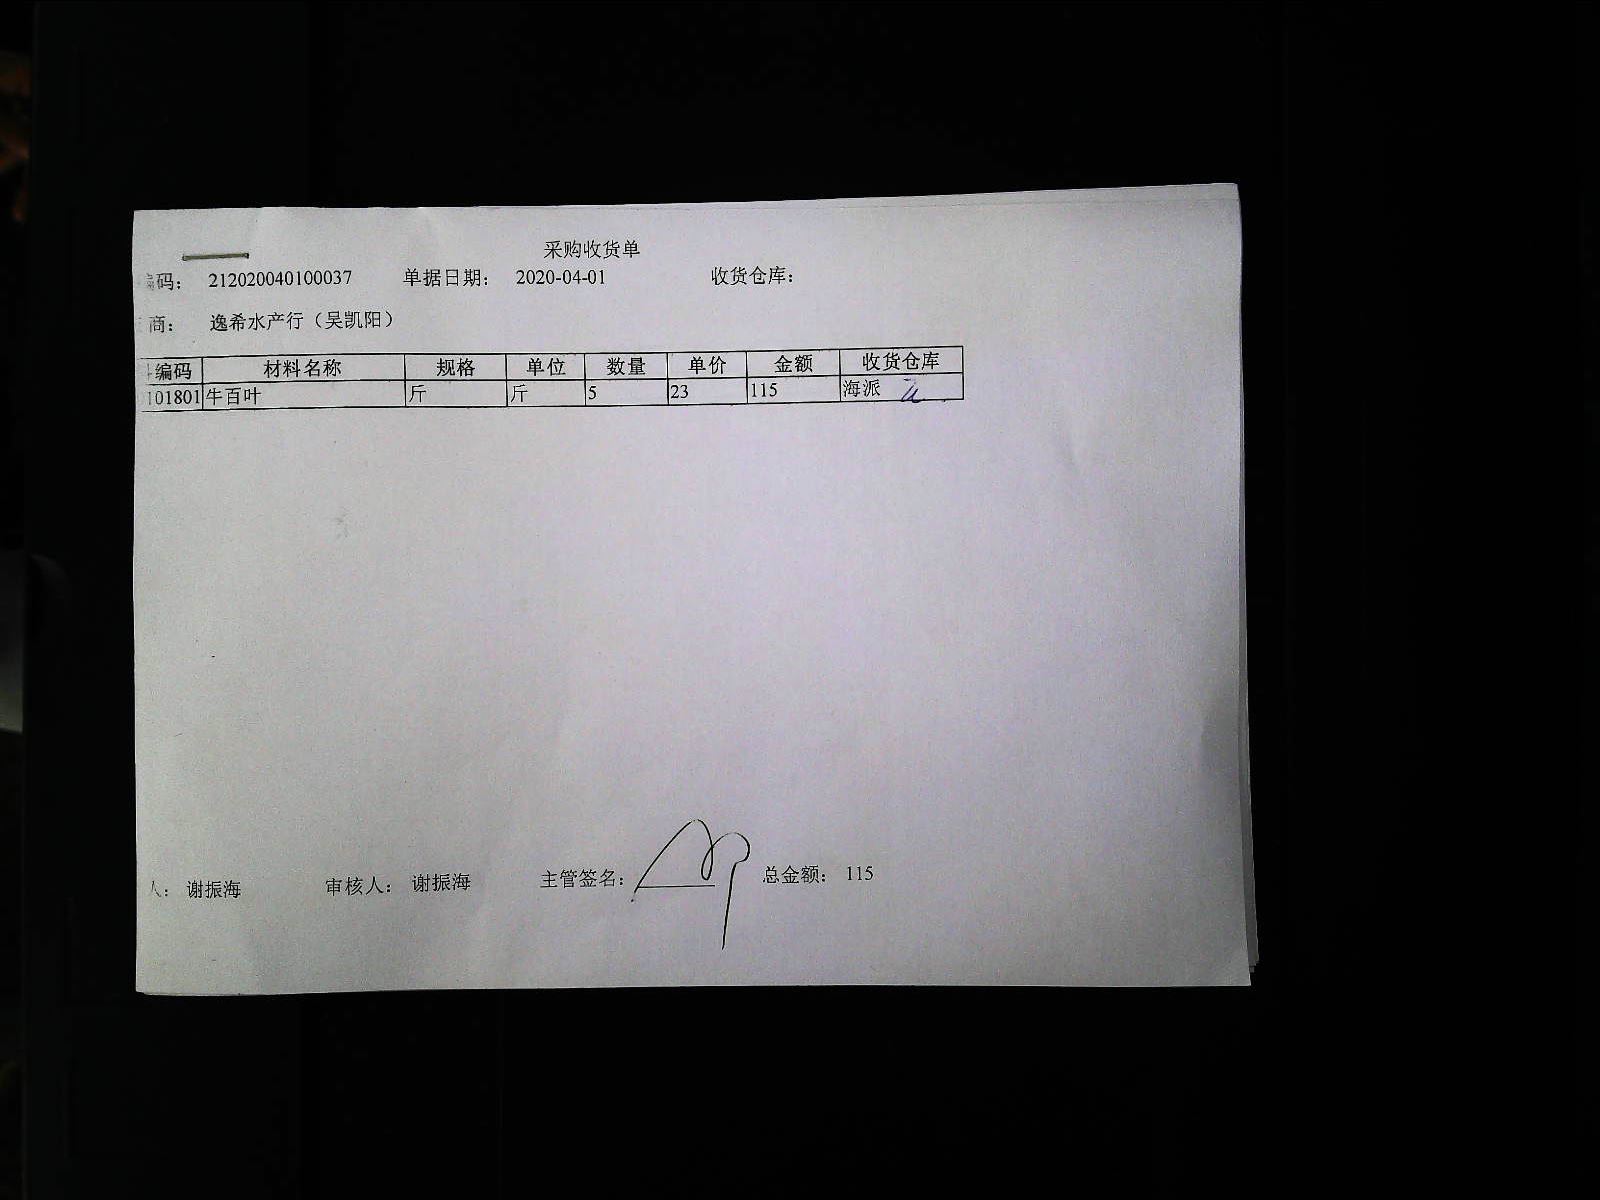 采购收货单
编码： 212020040100037 单据日期： 2020-04-01 收货仓库：
商： 逸希水产行（吴凯阳）
编码 材料名称 规格 单位 数量 单价 金额 收货仓库
101801 牛百叶 斤 斤 5 23 115 海派
人： 谢振海 审核人： 谢振海 主管签名： 总金额： 115